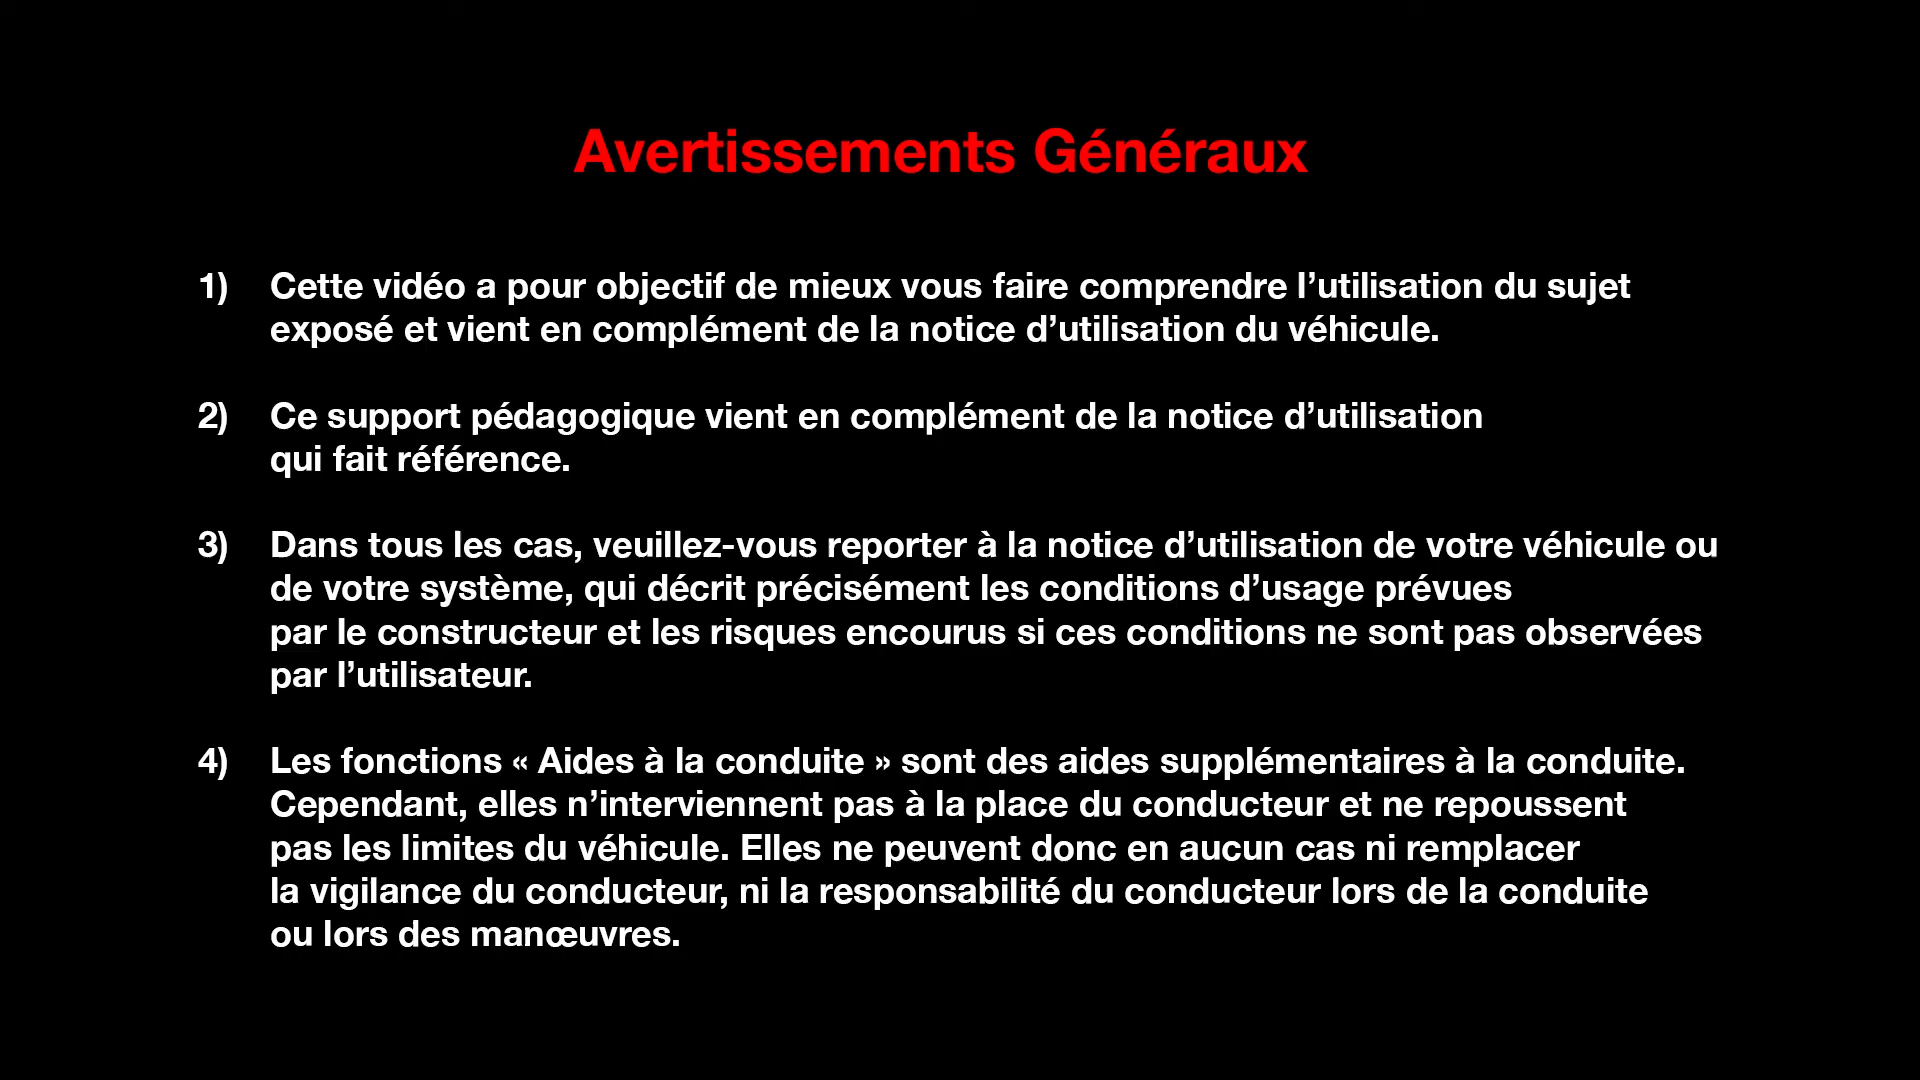 Avertissements Généraux
1) Cette vidéo a pour objectif de mieux vous faire comprendre l’utilisation du sujet
exposé et vient en complément de la notice d’utilisation du véhicule.
2) Ce support pédagogique vient en complément de la notice d’utilisation
qui fait référence.
3) Dans tous les cas, veuillez-vous reporter à la notice d’utilisation de votre véhicule ou
de votre système, qui décrit précisément les conditions d’usage prévues
par le constructeur et les risques encourus si ces conditions ne sont pas observées
par l’utilisateur.
4) Les fonctions « Aides à la conduite » sont des aides supplémentaires à la conduite.
Cependant, elles n’interviennent pas à la place du conducteur et ne repoussent
pas les limites du véhicule. Elles ne peuvent donc en aucun cas ni remplacer
la vigilance du conducteur, ni la responsabilité du conducteur lors de la conduite
ou lors des manœuvres.